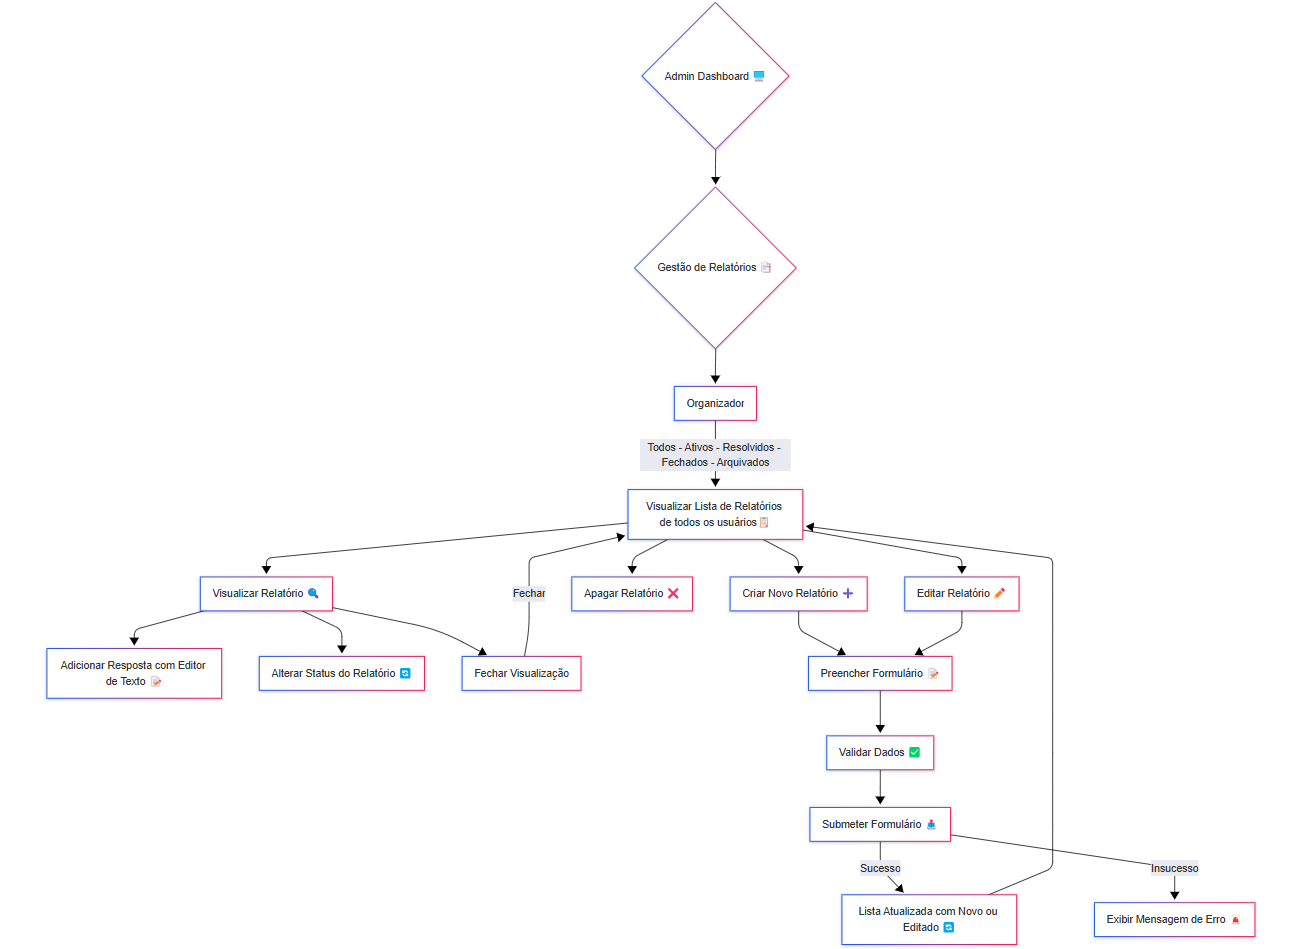 Admin Dashboard
Gestão de Relatórios
Organizador
Todos - Ativos - Resolvidos -
Fechados - Arquivados
Visualizar Lista de Relatórios
de todos os usuários
Visualizar Relatório
Fechar
Apagar Relatório
Criar Novo Relatório
Editar Relatório
Adicionar Resposta com Editor
de Texto
Alterar Status do Relatório
Fechar Visualização
Preencher Formulário
Validar Dados
Submeter Formulário
Sucesso
Insucesso
Lista Atualizada com Novo ou
Editado
Exibir Mensagem de Erro